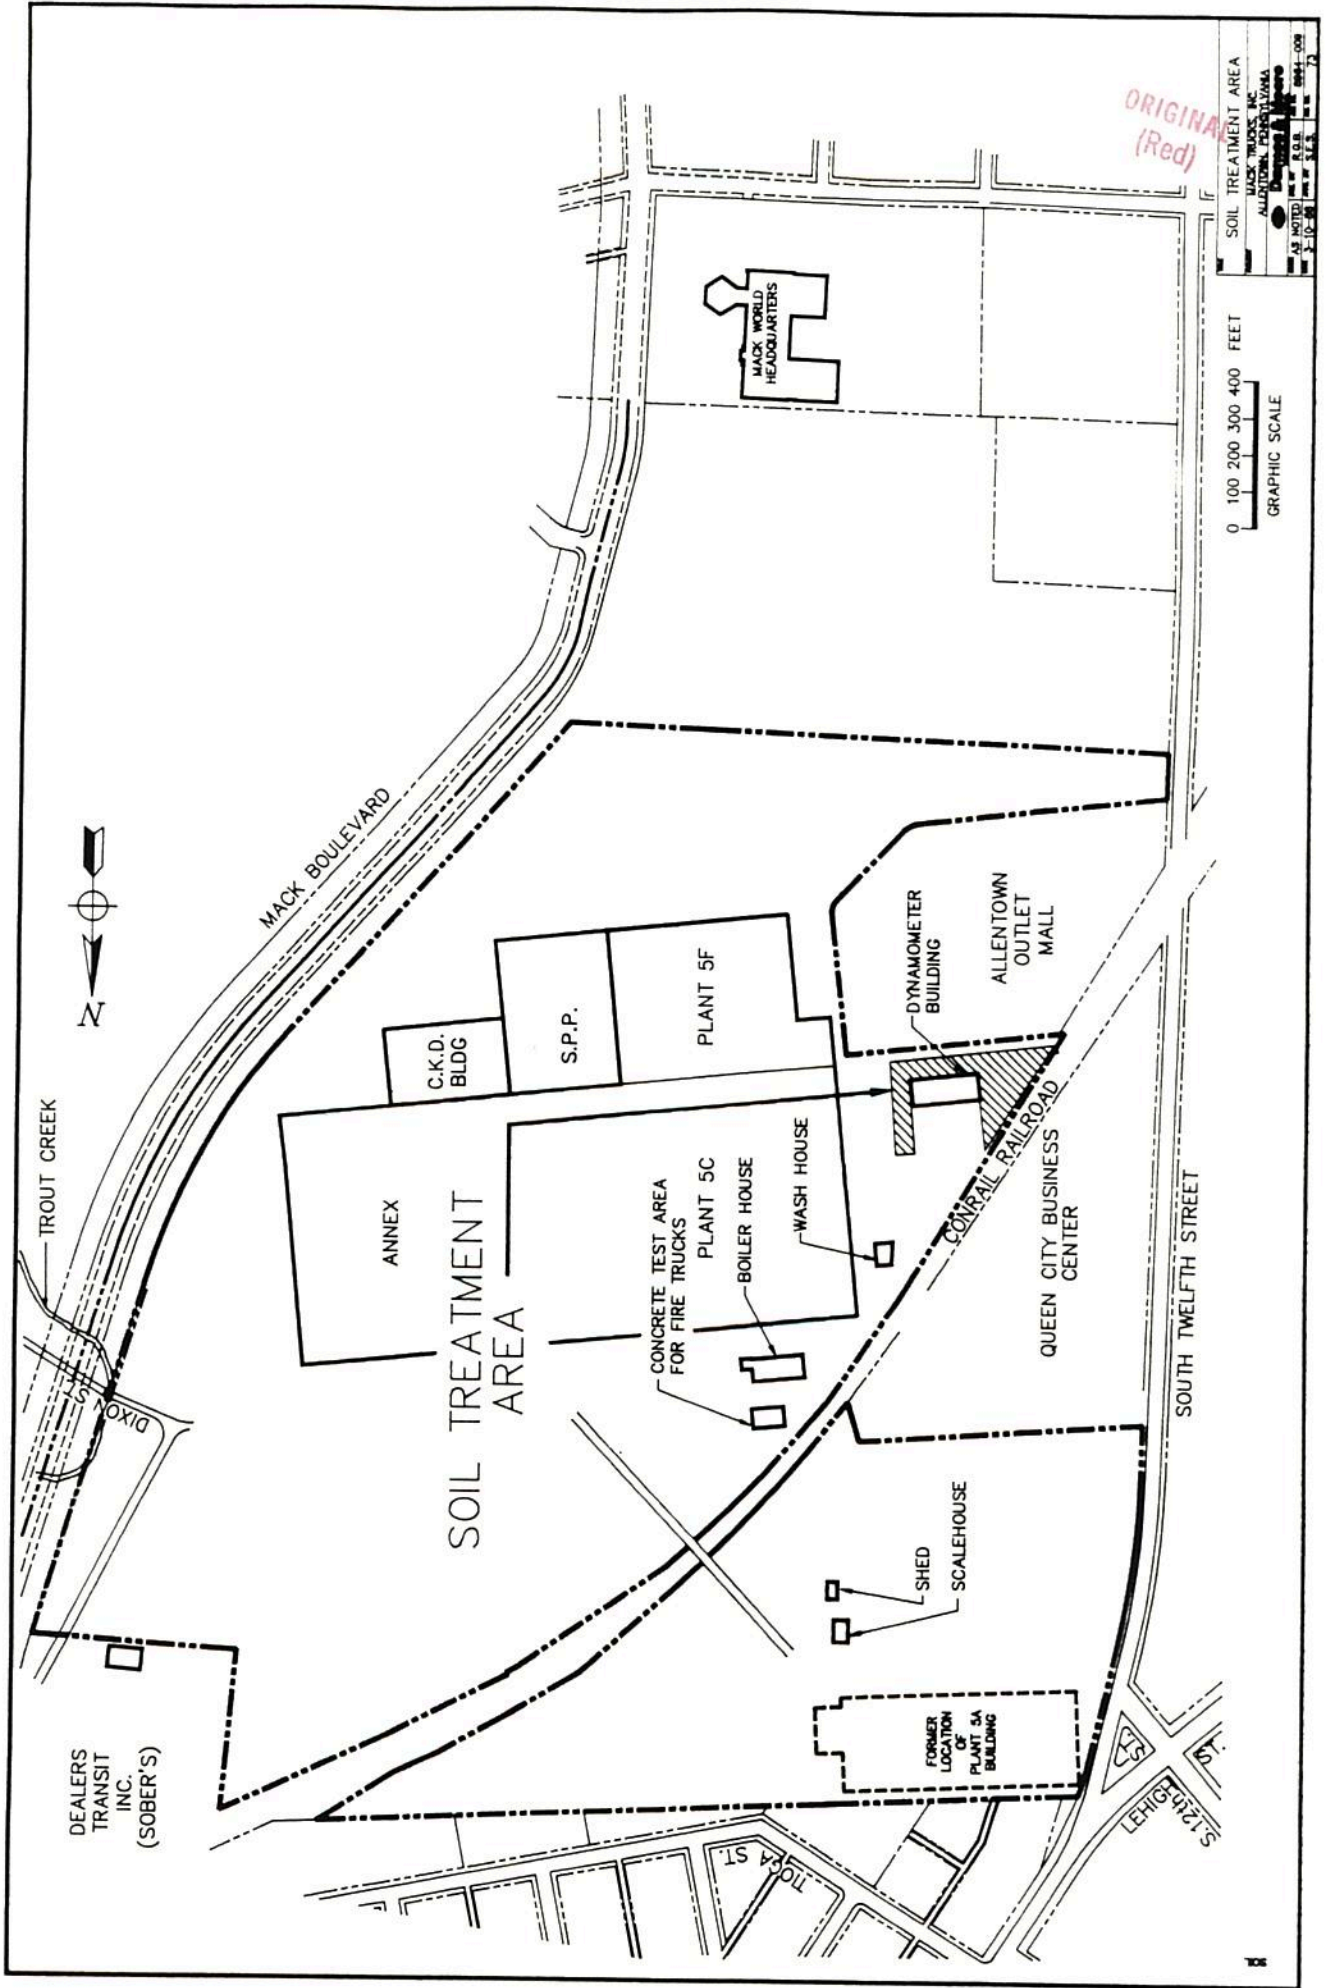 TROUT CREEK
DIXON ST.
MACK BOULEVARD
N
DEALERS
TRANSIT
INC.
(SOBER'S)
ANNEX
C.K.D.
BLDG
S.P.P.
PLANT 5F
SOIL TREATMENT
AREA
PLANT 5C
CONCRETE TEST AREA
FOR FIRE TRUCKS
BOILER HOUSE
WASH HOUSE
DYNAMOMETER
BUILDING
ALLENTOWN
OUTLET
MALL
CONRAIL RAILROAD
QUEEN CITY BUSINESS
CENTER
SOUTH TWELFTH STREET
SHED
SCALEHOUSE
FORMER
LOCATION
OF
PLANT 5A
BUILDING
TIOGA ST.
LEHIGH
ST.
S.12th
ST.
MACK WORLD
HEADQUARTERS
0 100 200 300 400 FEET
GRAPHIC SCALE
ORIGINAL
(Red)
SOIL TREATMENT AREA
MACK TRUCKS, INC.
ALLENTOWN, PENNSYLVANIA
Dames & Moore
AS NOTED
R.O.B.
S.E.S.
73
SOIL